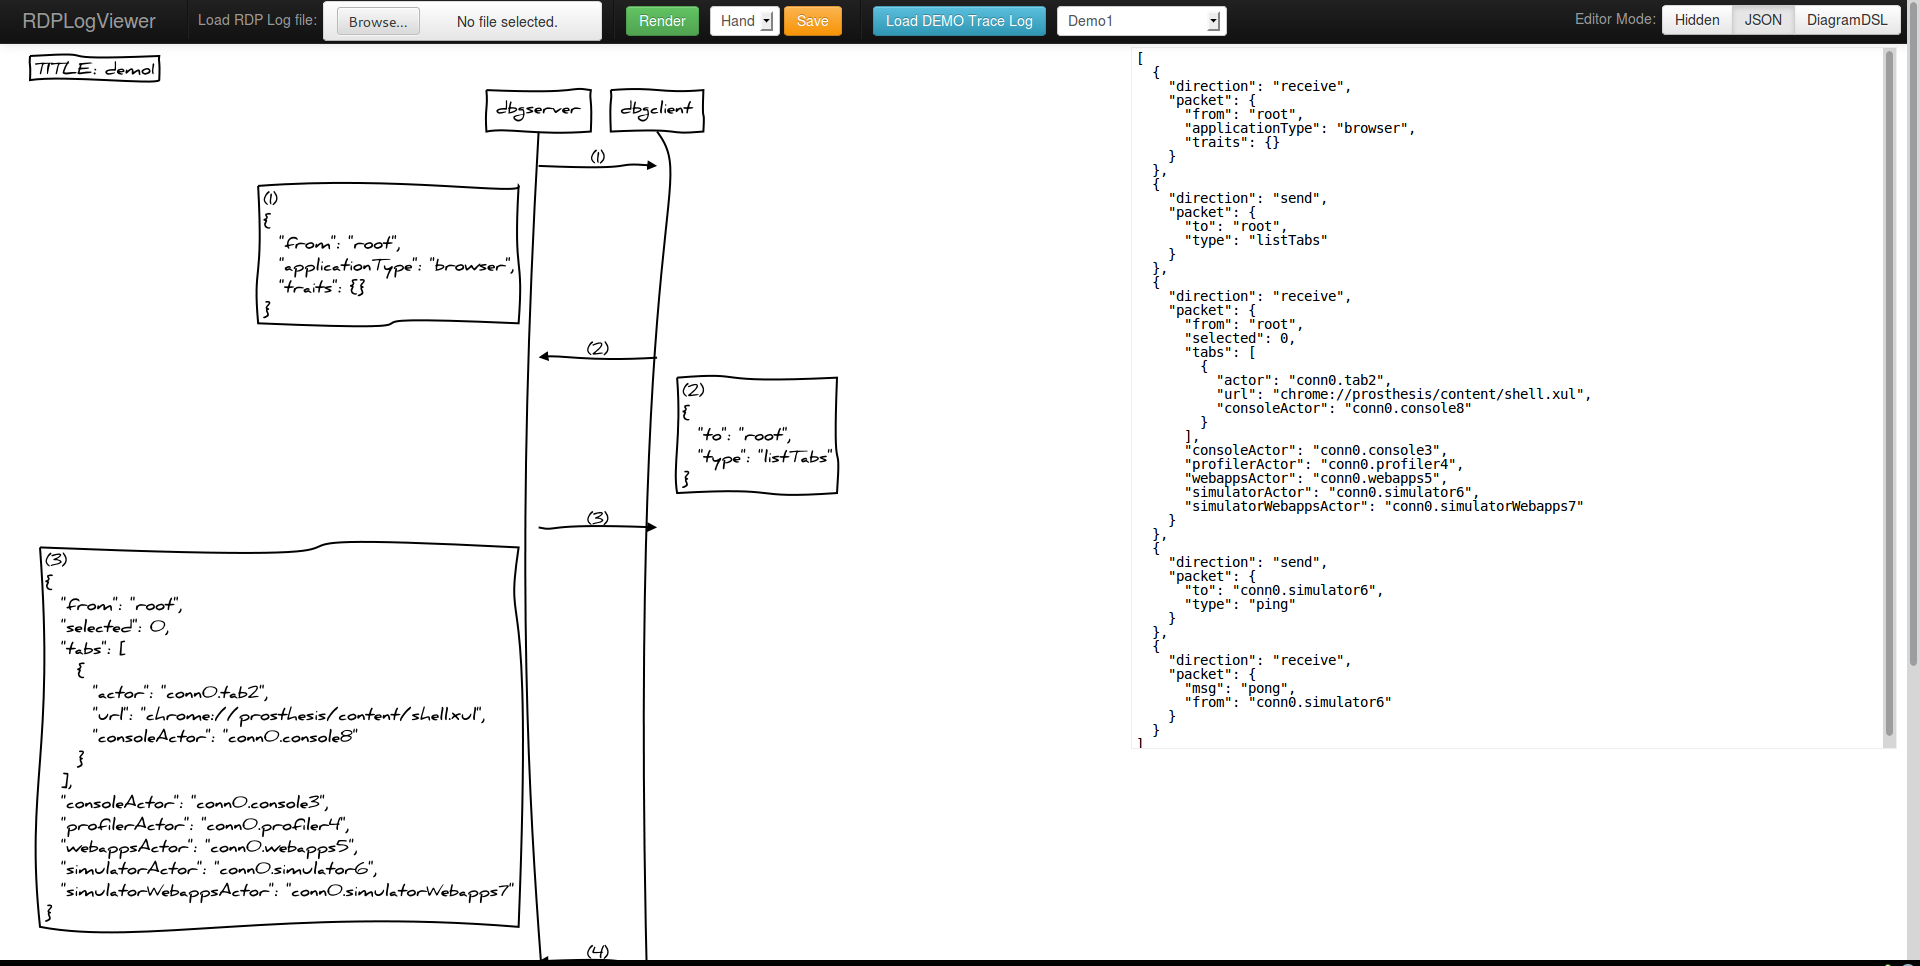 RDPLogViewer
Load RDP Log file:
Browse...
No file selected.
Render
Hand
Save
Load DEMO Trace Log
Demo1
Editor Mode:
Hidden
JSON
DiagramDSL
TITLE: demo1
dbgserver
dbgclient
(1)
(1)
{
"from": "root",
"applicationType": "browser",
"traits": {}
}
(2)
(2)
{
"to": "root",
"type": "listTabs"
}
(3)
(3)
{
"from": "root",
"selected": 0,
"tabs": [
{
"actor": "conn0.tab2",
"url": "chrome://prosthesis/content/shell.xul",
"consoleActor": "conn0.console8"
}
],
"consoleActor": "conn0.console3",
"profilerActor": "conn0.profiler4",
"webappsActor": "conn0.webapps5",
"simulatorActor": "conn0.simulator6",
"simulatorWebappsActor": "conn0.simulatorWebapps7"
}
(4)
[
{
"direction": "receive",
"packet": {
"from": "root",
"applicationType": "browser",
"traits": {}
}
},
{
"direction": "send",
"packet": {
"to": "root",
"type": "listTabs"
}
},
{
"direction": "receive",
"packet": {
"from": "root",
"selected": 0,
"tabs": [
{
"actor": "conn0.tab2",
"url": "chrome://prosthesis/content/shell.xul",
"consoleActor": "conn0.console8"
}
],
"consoleActor": "conn0.console3",
"profilerActor": "conn0.profiler4",
"webappsActor": "conn0.webapps5",
"simulatorActor": "conn0.simulator6",
"simulatorWebappsActor": "conn0.simulatorWebapps7"
}
},
{
"direction": "send",
"packet": {
"to": "conn0.simulator6",
"type": "ping"
}
},
{
"direction": "receive",
"packet": {
"msg": "pong",
"from": "conn0.simulator6"
}
}
]